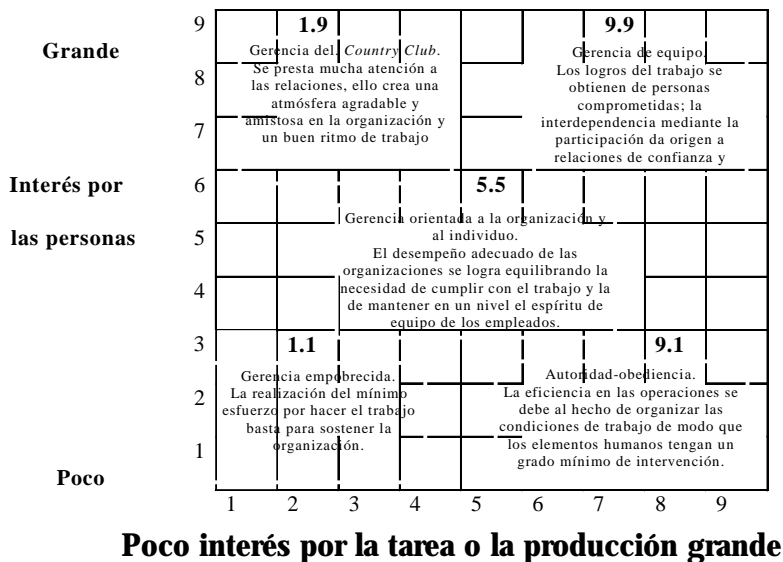 Grande
Interés por
las personas
Poco
9
8
7
6
5
4
3
2
1
1.9
Gerencia del. Country Club.
Se presta mucha atención a
las relaciones, ello crea una
atmósfera agradable y
amistosa en la organización y
un buen ritmo de trabajo
9.9
Gerencia de equipo.
Los logros del trabajo se
obtienen de personas
comprometidas; la
interdependencia mediante la
participación da origen a
relaciones de confianza y
5.5
Gerencia orientada a la organización y
al individuo.
El desempeño adecuado de las
organizaciones se logra equilibrando la
necesidad de cumplir con el trabajo y la
de mantener en un nivel el espíritu de
equipo de los empleados.
1.1
Gerencia empobrecida.
La realización del mínimo
esfuerzo por hacer el trabajo
basta para sostener la
organización.
9.1
Autoridad-obediencia.
La eficiencia en las operaciones se
debe al hecho de organizar las
condiciones de trabajo de modo que
los elementos humanos tengan un
grado mínimo de intervención.
1 2 3 4 5 6 7 8 9
Poco interés por la tarea o la producción grande